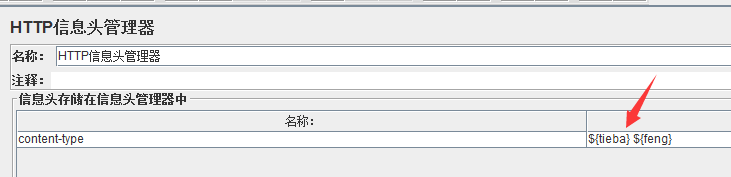 HTTP信息头管理器
名称： HTTP信息头管理器
注释：
信息头存储在信息头管理器中
名称：
content-type ${tieba} ${feng}